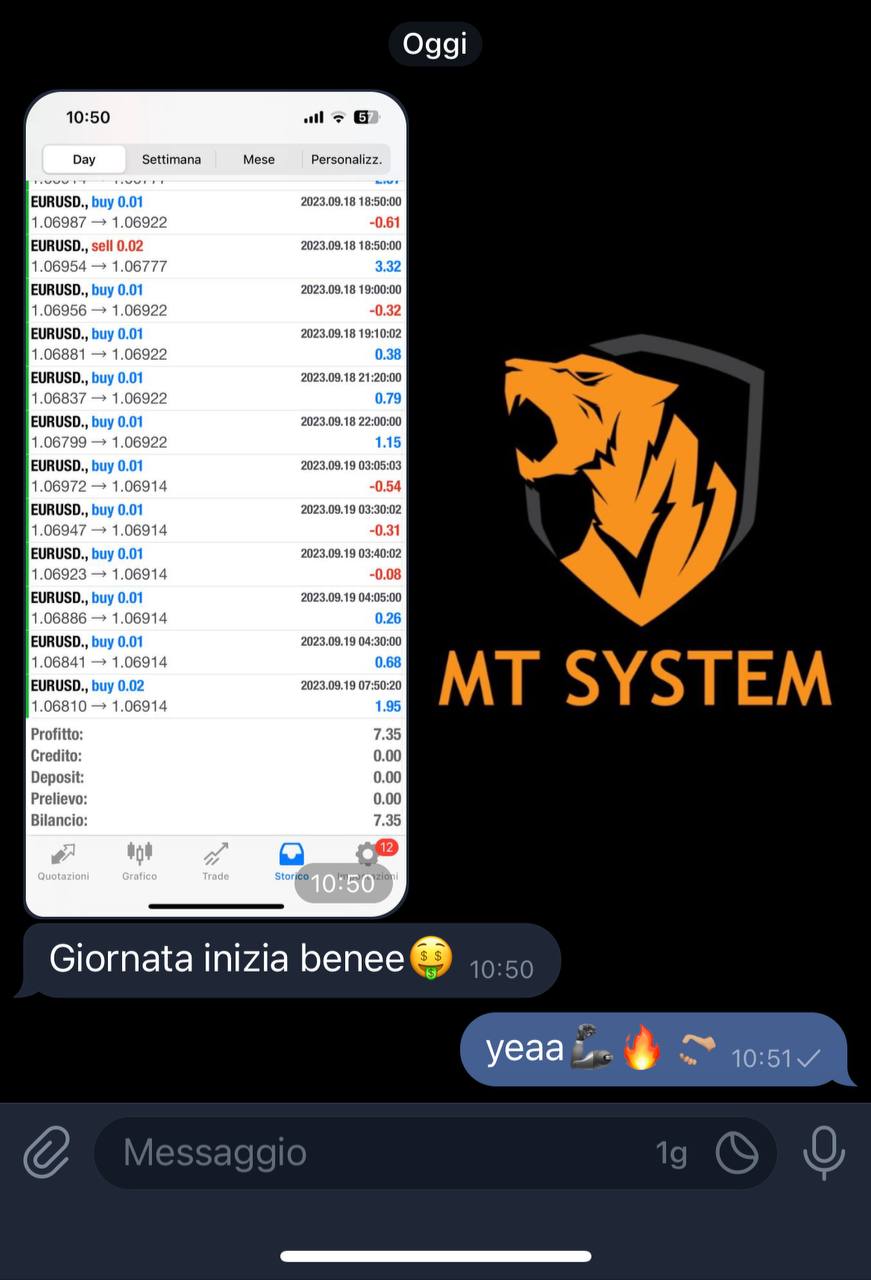 Oggi
10:50
57
Day Settimana Mese Personalizz.
EURUSD., buy 0.01 2023.09.18 18:50:00
1.06987 → 1.06922 -0.61
EURUSD., sell 0.02 2023.09.18 18:50:00
1.06954 → 1.06777 3.32
EURUSD., buy 0.01 2023.09.18 19:00:00
1.06956 → 1.06922 -0.32
EURUSD., buy 0.01 2023.09.18 19:10:02
1.06881 → 1.06922 0.38
EURUSD., buy 0.01 2023.09.18 21:20:00
1.06837 → 1.06922 0.79
EURUSD., buy 0.01 2023.09.18 22:00:00
1.06799 → 1.06922 1.15
EURUSD., buy 0.01 2023.09.19 03:05:03
1.06972 → 1.06914 -0.54
EURUSD., buy 0.01 2023.09.19 03:30:02
1.06947 → 1.06914 -0.31
EURUSD., buy 0.01 2023.09.19 03:40:02
1.06923 → 1.06914 -0.08
EURUSD., buy 0.01 2023.09.19 04:05:00
1.06886 → 1.06914 0.26
EURUSD., buy 0.01 2023.09.19 04:30:00
1.06841 → 1.06914 0.68
EURUSD., buy 0.02 2023.09.19 07:50:20
1.06810 → 1.06914 1.95
Profitto: 7.35
Credito: 0.00
Deposit: 0.00
Prelievo: 0.00
Bilancio: 7.35
12
Quotazioni Grafico Trade Storico
10:50
MT SYSTEM
Giornata inizia benee🤑 10:50
yeaa🦾🔥 🫱🏼‍🫲🏼 10:51
Messaggio 1g